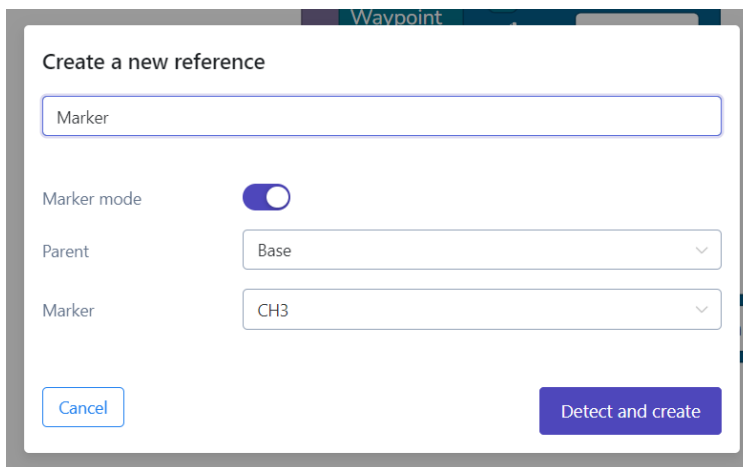 Waypoint
Create a new reference
Marker
Marker mode
Parent
Base
Marker
CH3
Cancel
Detect and create